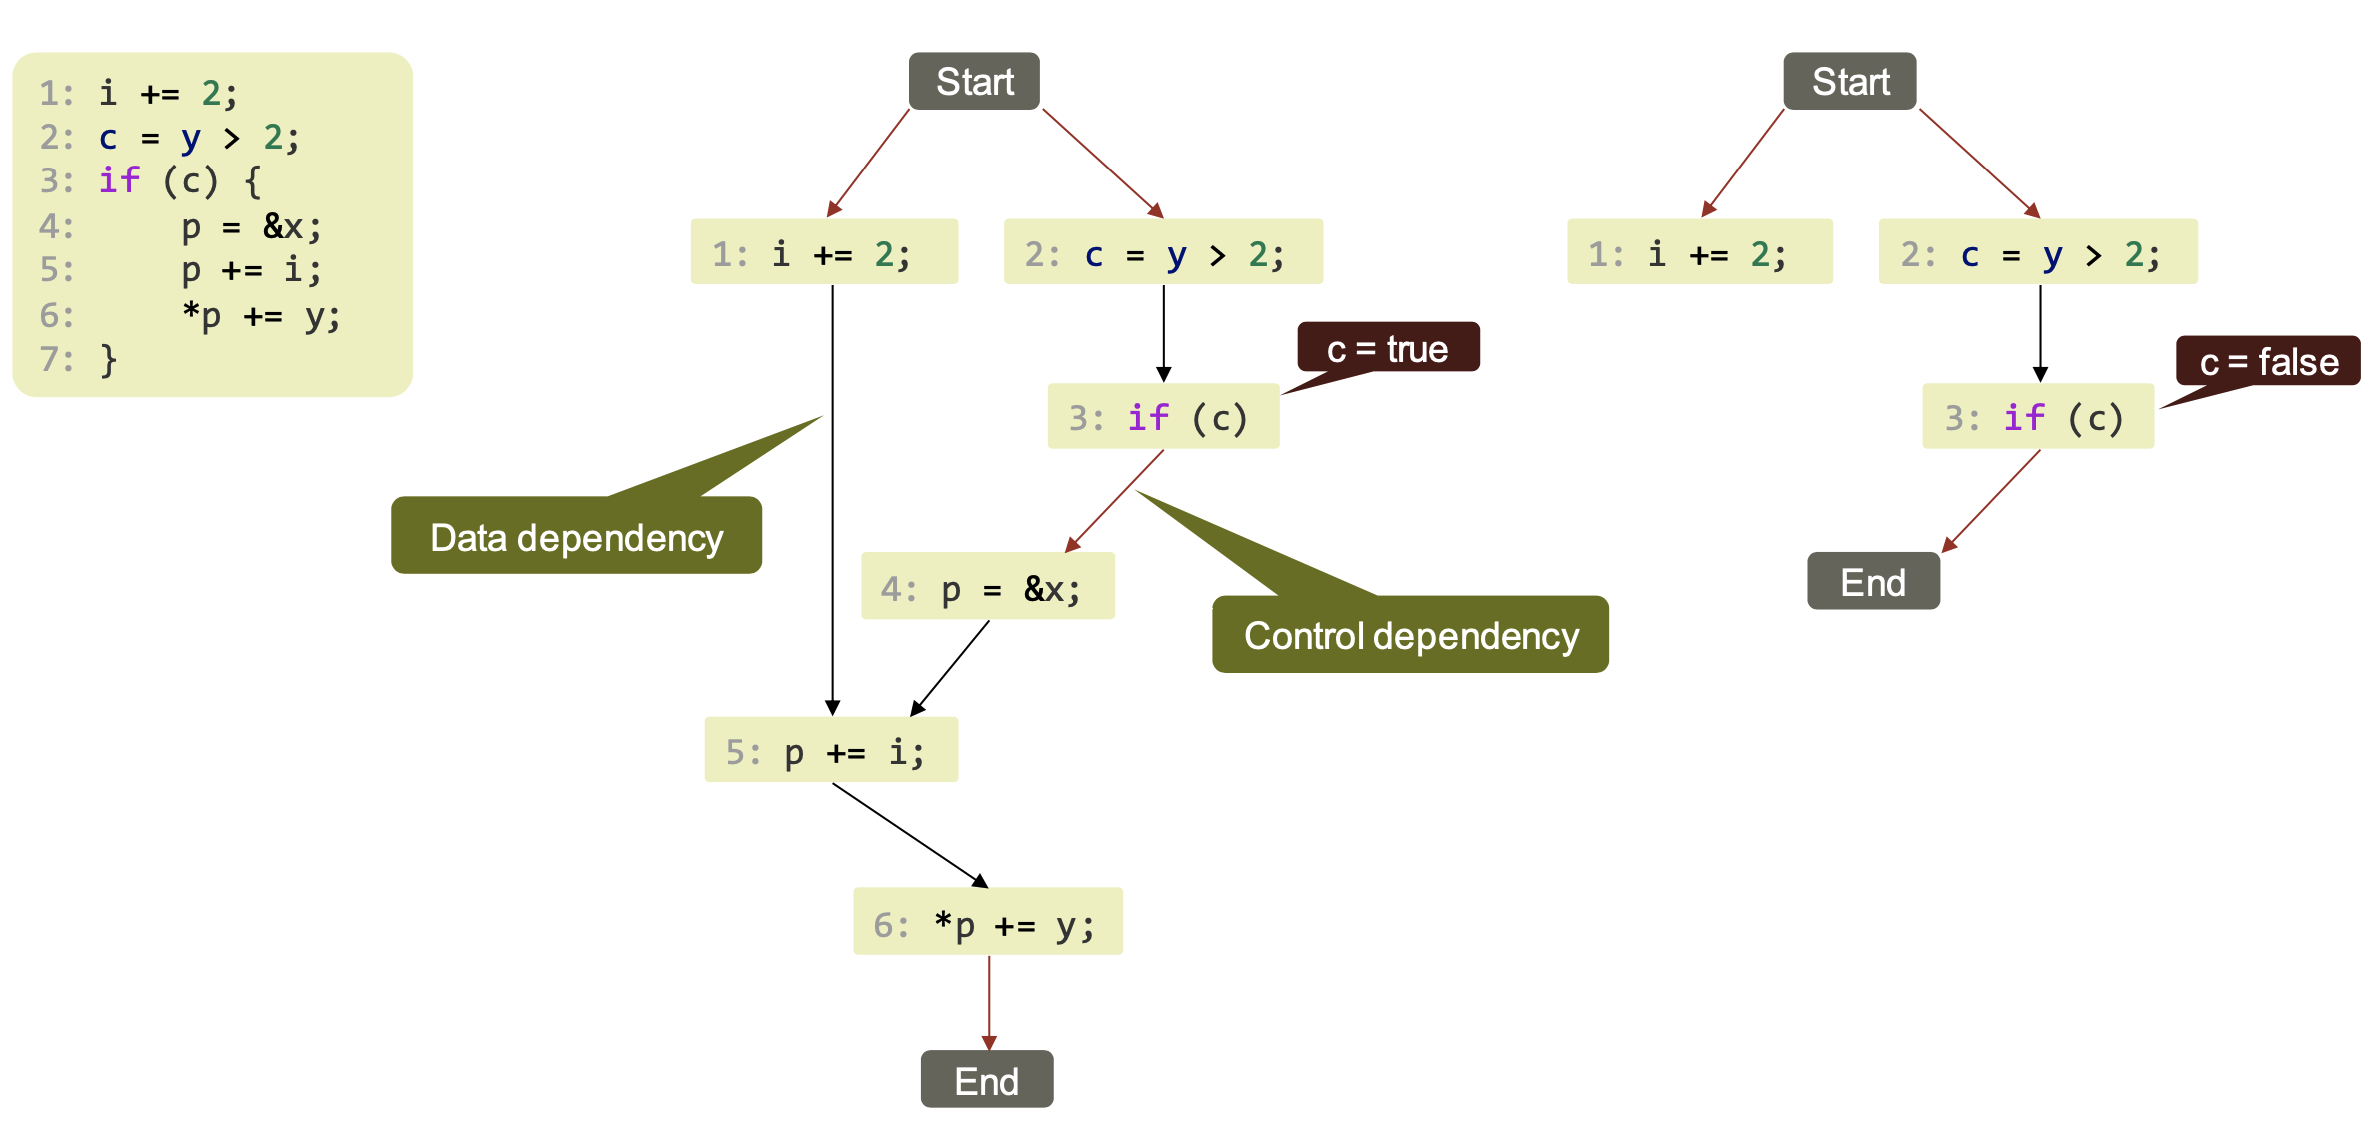 1: i += 2;
2: c = y > 2;
3: if (c) {
4:     p = &x;
5:     p += i;
6:     *p += y;
7: }
Start
1: i += 2;
2: c = y > 2;
c = true
3: if (c)
Data dependency
4: p = &x;
Control dependency
5: p += i;
6: *p += y;
End
Start
1: i += 2;
2: c = y > 2;
c = false
3: if (c)
End